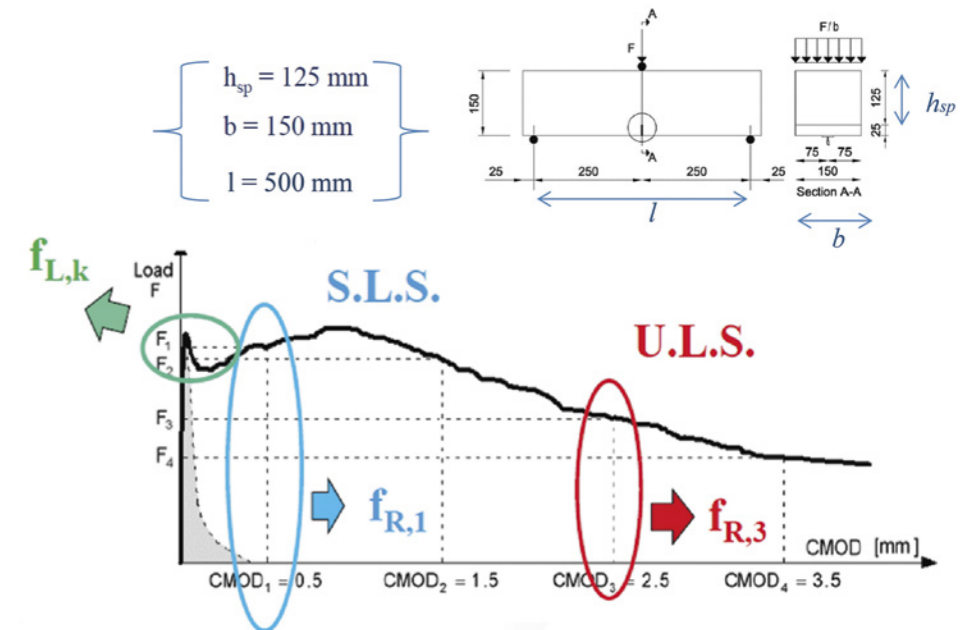 h_sp = 125 mm
b = 150 mm
l = 500 mm
A
F
150
A
25
250
250
25
l
F/b
125
h_sp
25
75
75
150
Section A-A
b
f_L,k
Load
F
S.L.S.
U.L.S.
F_1
F_2
F_3
F_4
f_R,1
f_R,3
CMOD [mm]
CMOD_1 = 0.5
CMOD_2 = 1.5
CMOD_3 = 2.5
CMOD_4 = 3.5